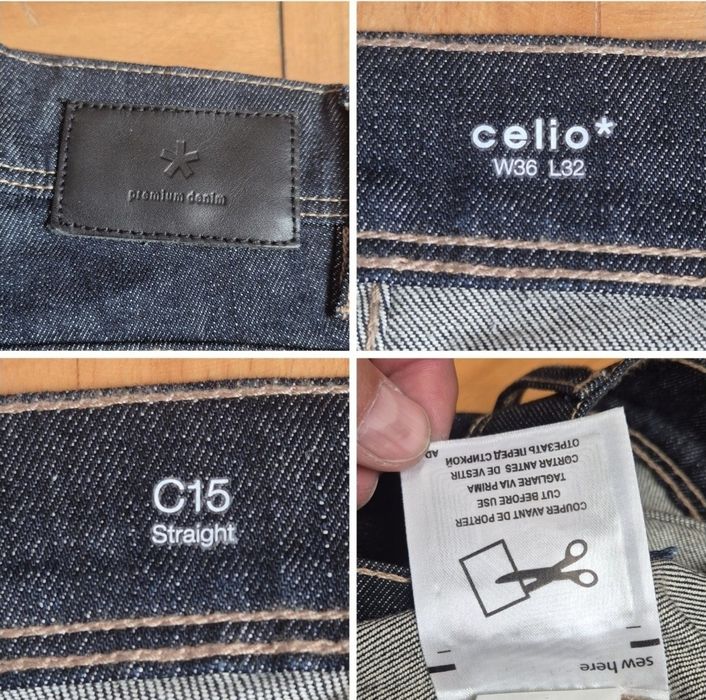 premium denim
celio*
W36 L32
C15
Straight
AD
ОТРЕЗАТЬ ПЕРЕД СТИРКОЙ
CORTAR ANTES DE VESTIR
TAGLIARE VIA PRIMA
CUT BEFORE USE
COUPER AVANT DE PORTER
sew here